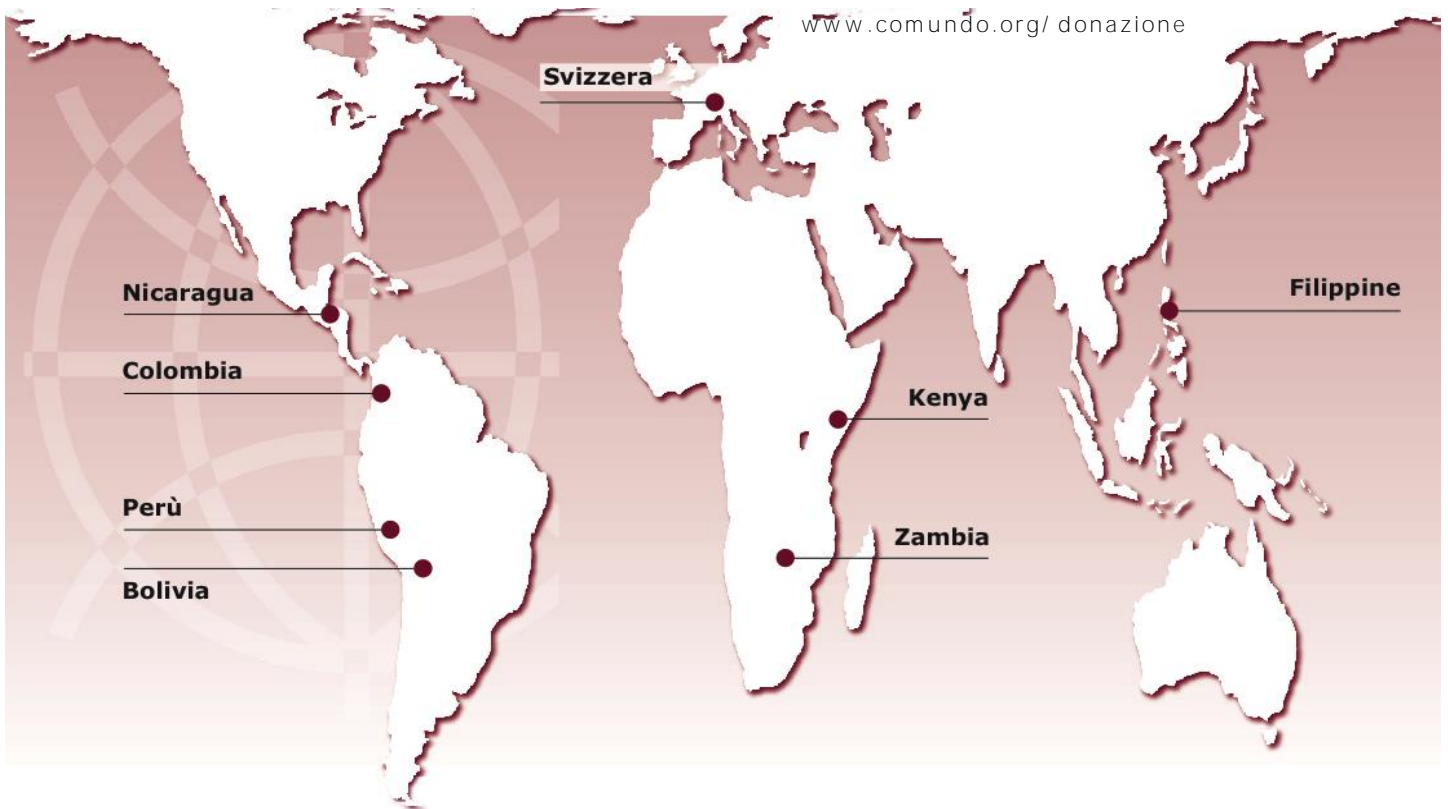 www.comundo.org/donazione
Svizzera
Nicaragua
Filippine
Colombia
Kenya
Perù
Zambia
Bolivia